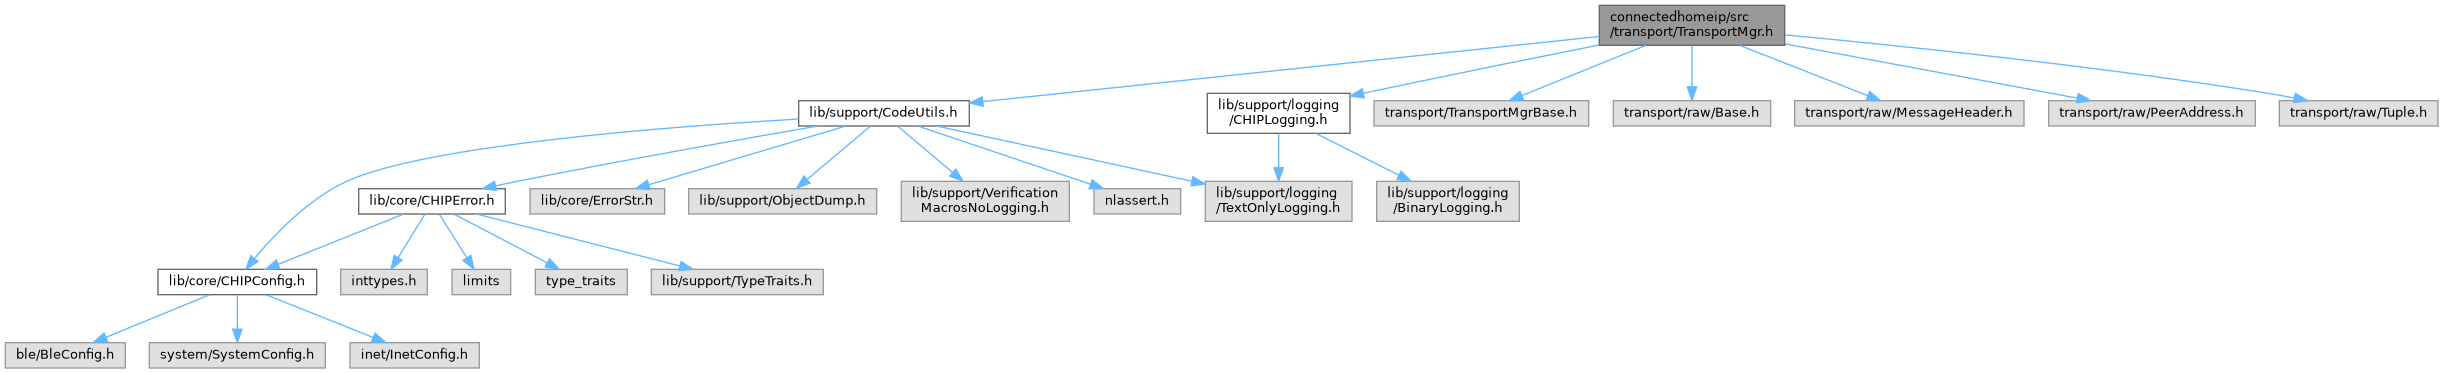 connectedhomeip/src
/transport/TransportMgr.h
lib/support/CodeUtils.h
lib/support/logging
/CHIPLogging.h
transport/TransportMgrBase.h
transport/raw/Base.h
transport/raw/MessageHeader.h
transport/raw/PeerAddress.h
transport/raw/Tuple.h
lib/core/CHIPError.h
lib/core/ErrorStr.h
lib/support/ObjectDump.h
lib/support/Verification
MacrosNoLogging.h
nlassert.h
lib/support/logging
/TextOnlyLogging.h
lib/support/logging
/BinaryLogging.h
lib/core/CHIPConfig.h
inttypes.h
limits
type_traits
lib/support/TypeTraits.h
ble/BleConfig.h
system/SystemConfig.h
inet/InetConfig.h